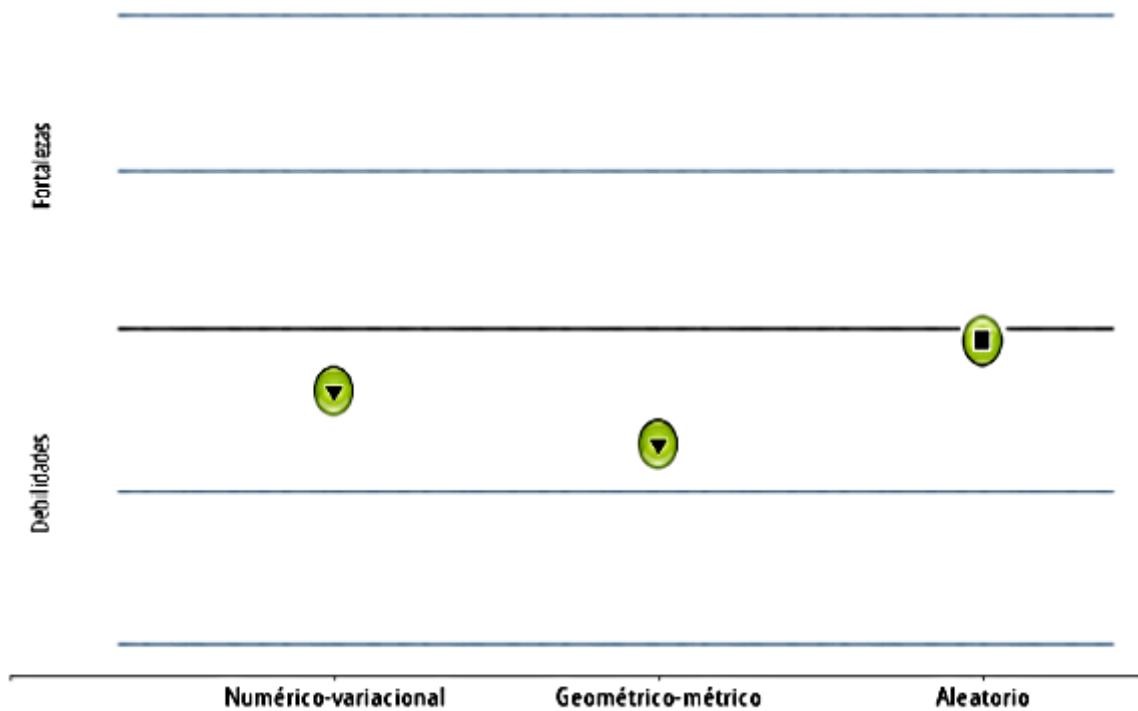 Fortalezas
Debilidades
Numérico-variacional
Geométrico-métrico
Aleatorio